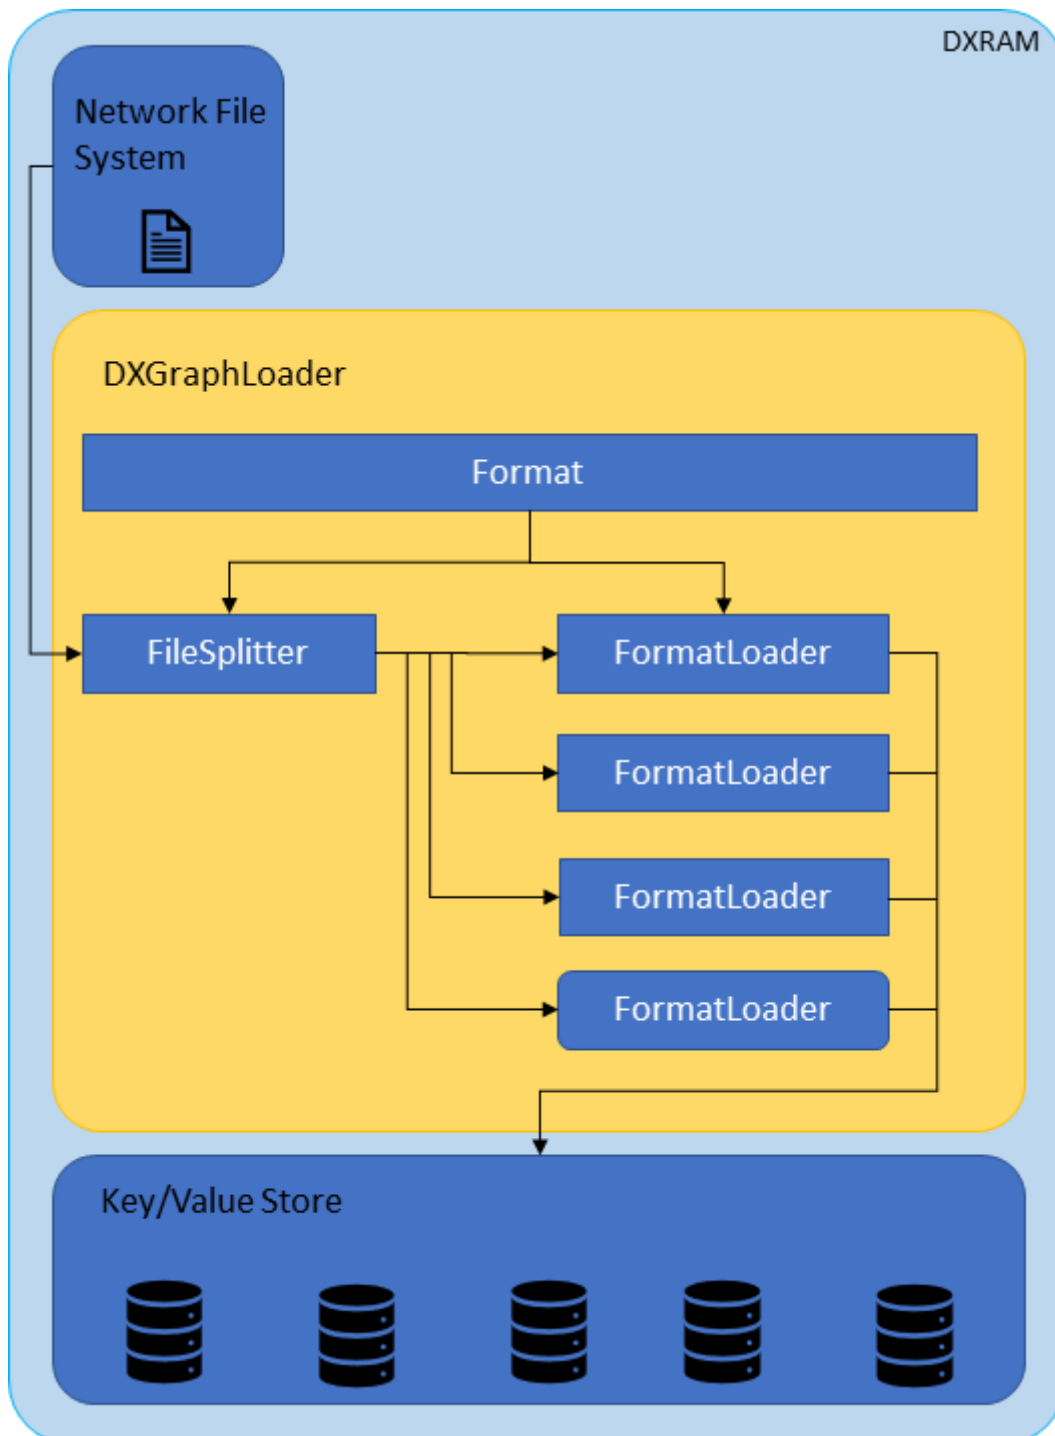 DXRAM
Network File
System
DXGraphLoader
Format
FileSplitter
FormatLoader
FormatLoader
FormatLoader
FormatLoader
Key/Value Store